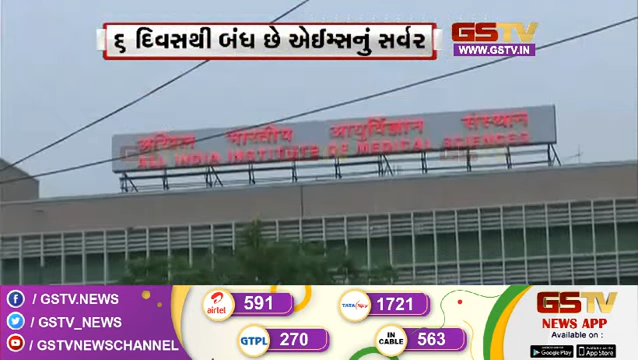 ૬ દિવસથી બંધ છે એઈમ્સનું સર્વર
GSTV
WWW.GSTV.IN
अखिल भारतीय आयुर्विज्ञान संस्थान
ALL INDIA INSTITUTE OF MEDICAL SCIENCES
/ GSTV.NEWS
/ GSTV_NEWS
/ GSTVNEWSCHANNEL
airtel 591
TATA Play 1721
GTPL 270
IN CABLE 563
GSTV
NEWS APP
Available on :
Google Play App Store